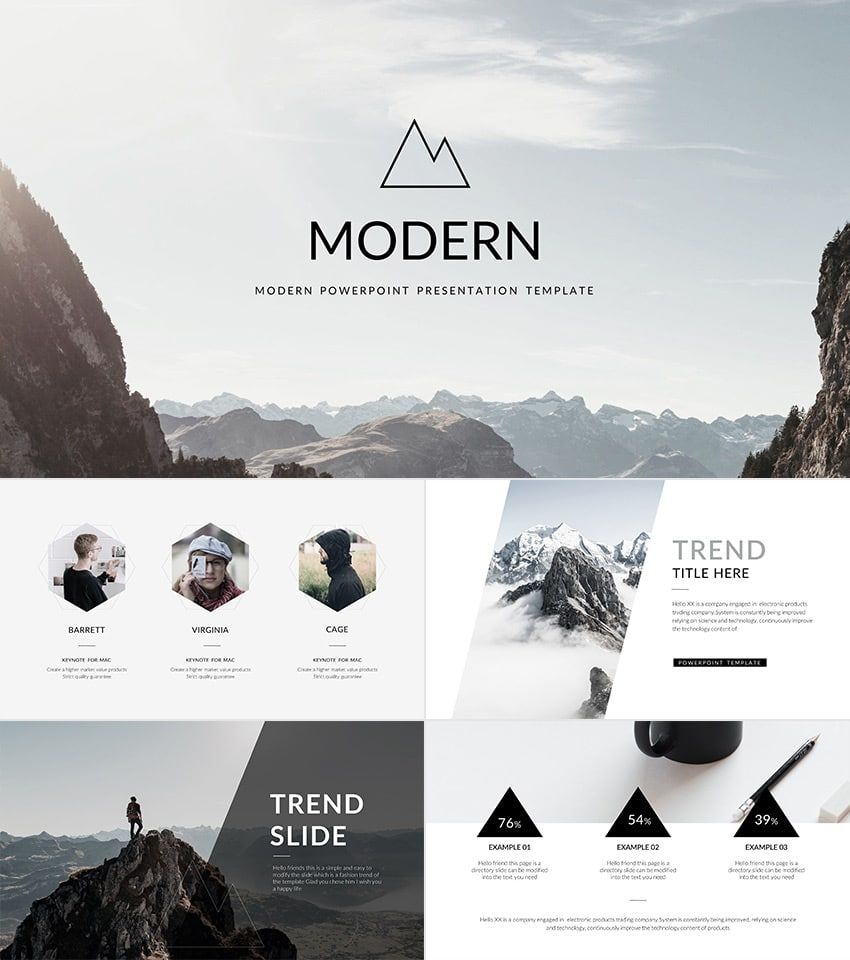 MODERN
MODERN POWERPOINT PRESENTATION TEMPLATE
BARRETT
KEYNOTE FOR MAC
Create a higher market value products
Strict quality guarantee
VIRGINIA
KEYNOTE FOR MAC
Create a higher market value products
Strict quality guarantee
CAGE
KEYNOTE FOR MAC
Create a higher market value products
Strict quality guarantee
TREND
TITLE HERE
Hello XX is a company engaged in electronic products
trading company.System is constantly being improved
relying on science and technology, continuously improve
the technology content of
POWERPOINT TEMPLATE
TREND
SLIDE
Hello friends this is a simple and easy to
modify the slide which is a fashion trend of
the template Glad you chose him I wish you
a happy life
76%
EXAMPLE 01
Hello friend this page is a
directory slide can be modified
into the text you need
54%
EXAMPLE 02
Hello friend this page is a
directory slide can be modified
into the text you need
39%
EXAMPLE 03
Hello friend this page is a
directory slide can be modified
into the text you need
Hello XX is a company engaged in electronic products trading company.System is constantly being improved, relying on science
and technology, continuously improve the technology content of products